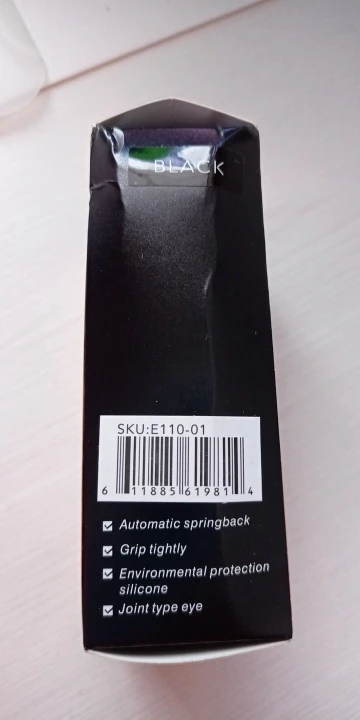 BLACK
SKU:E110-01
6 11885 61981 4
Automatic springback
Grip tightly
Environmental protection
silicone
Joint type eye